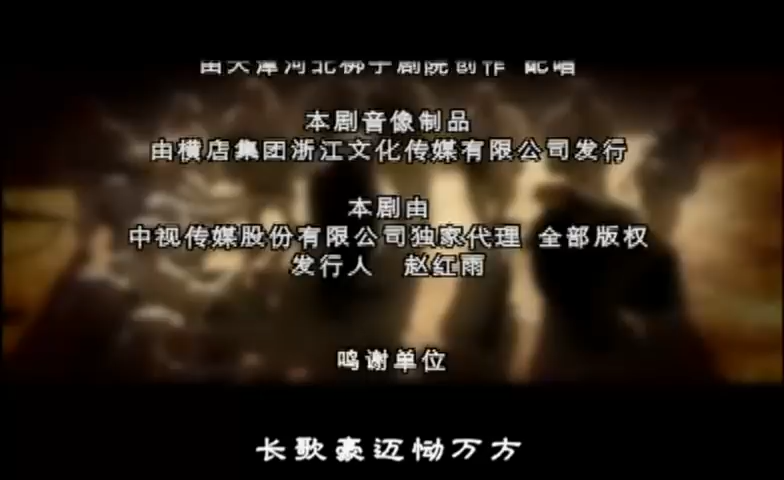 由天津河北梆子剧院创作 配唱
本剧音像制品
由横店集团浙江文化传媒有限公司发行
本剧由
中视传媒股份有限公司独家代理 全部版权
发行人 赵红雨
鸣谢单位
长歌豪迈恸万方